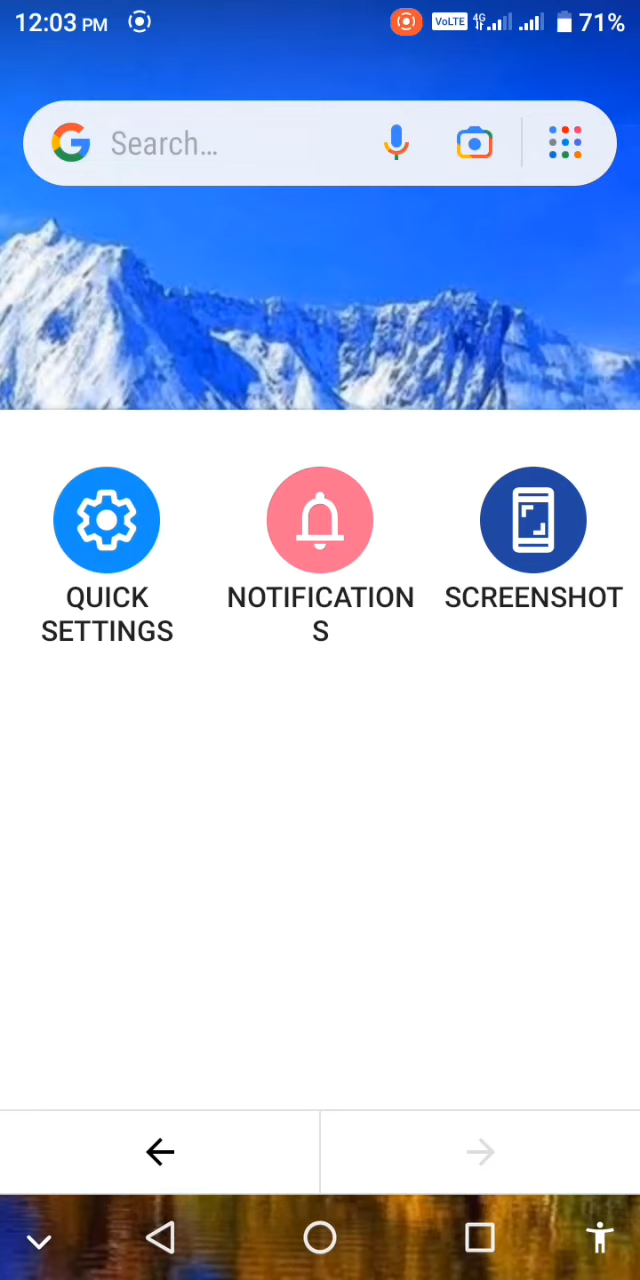 12:03 PM VoLTE 4G 71%
Search...
QUICK
SETTINGS
NOTIFICATION
S
SCREENSHOT